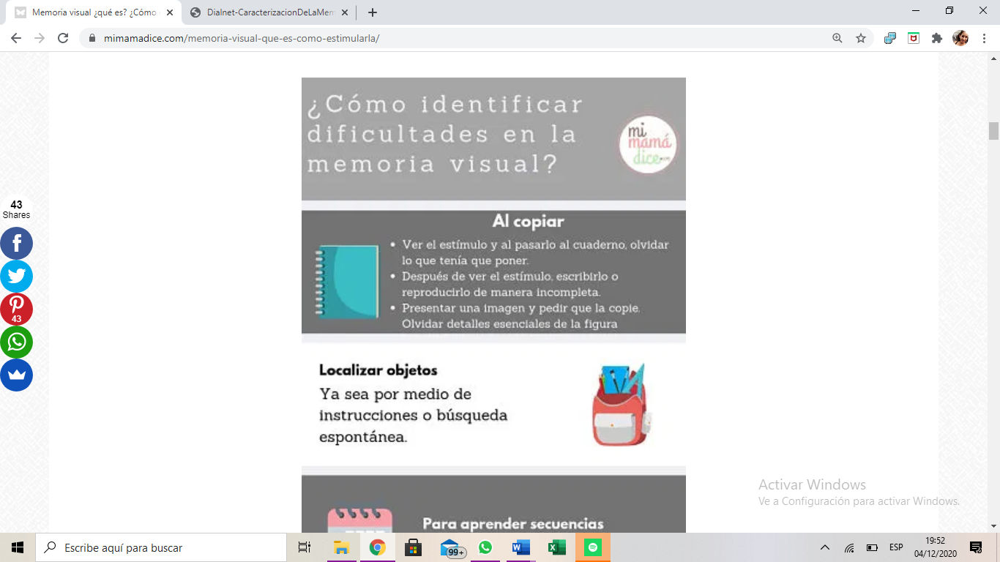 Memoria visual ¿qué es? ¿Cómo
Dialnet-CaracterizacionDeLaMem
mimamadice.com/memoria-visual-que-es-como-estimularla/
¿Cómo identificar
dificultades en la
memoria visual?
mi
mamá
dice
43
Shares
43
Al copiar
• Ver el estímulo y al pasarlo al cuaderno, olvidar
lo que tenía que poner.
• Después de ver el estímulo, escribirlo o
reproducirlo de manera incompleta.
• Presentar una imagen y pedir que la copie.
Olvidar detalles esenciales de la figura
Localizar objetos
Ya sea por medio de
instrucciones o búsqueda
espontánea.
Para aprender secuencias
Activar Windows
Ve a Configuración para activar Windows.
Escribe aquí para buscar
99+
ESP
19:52
04/12/2020